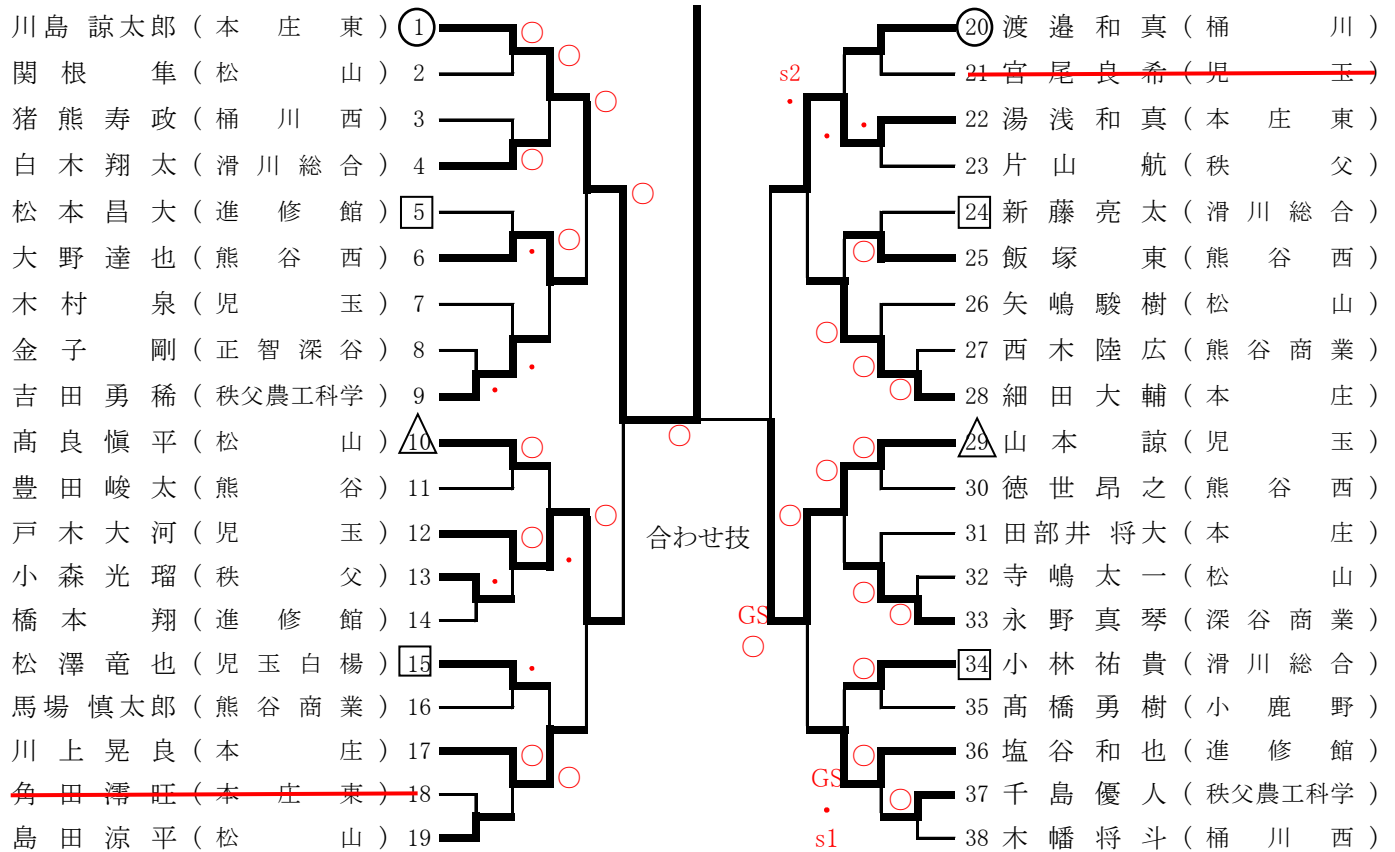 川島 諒太郎 ( 本 庄 東 ) 1
関 根 隼 ( 松 山 ) 2
猪 熊 寿 政 ( 桶 川 西 ) 3
白 木 翔 太 ( 滑 川 総 合 ) 4
松 本 昌 大 ( 進 修 館 ) 5
大 野 達 也 ( 熊 谷 西 ) 6
木 村 泉 ( 児 玉 ) 7
金 子 剛 ( 正 智 深 谷 ) 8
吉 田 勇 稀 ( 秩父農工科学 ) 9
髙 良 愼 平 ( 松 山 ) 10
豊 田 峻 太 ( 熊 谷 ) 11
戸 木 大 河 ( 児 玉 ) 12
小 森 光 瑠 ( 秩 父 ) 13
橋 本 翔 ( 進 修 館 ) 14
松 澤 竜 也 ( 児 玉 白 楊 ) 15
馬場 慎太郎 ( 熊 谷 商 業 ) 16
川 上 晃 良 ( 本 庄 ) 17
角 田 澪 旺 ( 本 庄 東 ) 18
島 田 涼 平 ( 松 山 ) 19
合わせ技
s2
GS
GS
s1
20 渡 邉 和 真 ( 桶 川 )
21 宮 尾 良 希 ( 児 玉 )
22 湯 浅 和 真 ( 本 庄 東 )
23 片 山 航 ( 秩 父 )
24 新 藤 亮 太 ( 滑 川 総 合 )
25 飯 塚 東 ( 熊 谷 西 )
26 矢 嶋 駿 樹 ( 松 山 )
27 西 木 陸 広 ( 熊 谷 商 業 )
28 細 田 大 輔 ( 本 庄 )
29 山 本 諒 ( 児 玉 )
30 徳 世 昂 之 ( 熊 谷 西 )
31 田部井 将大 ( 本 庄 )
32 寺 嶋 太 一 ( 松 山 )
33 永 野 真 琴 ( 深 谷 商 業 )
34 小 林 祐 貴 ( 滑 川 総 合 )
35 髙 橋 勇 樹 ( 小 鹿 野 )
36 塩 谷 和 也 ( 進 修 館 )
37 千 島 優 人 ( 秩父農工科学 )
38 木 幡 将 斗 ( 桶 川 西 )